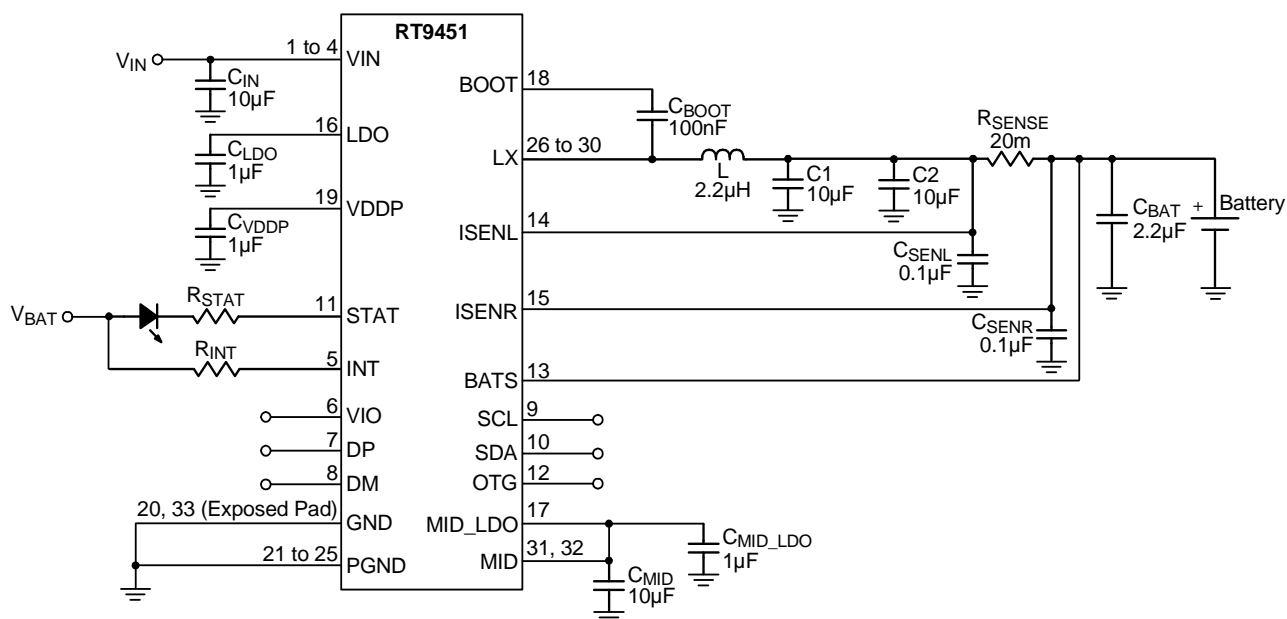 RT9451
V_IN
1 to 4
VIN
C_IN
10µF
16
LDO
C_LDO
1µF
19
VDDP
C_VDDP
1µF
V_BAT
R_STAT
11
STAT
R_INT
5
INT
6
VIO
7
DP
8
DM
20, 33 (Exposed Pad)
GND
21 to 25
PGND
BOOT
18
C_BOOT
100nF
LX
26 to 30
L
2.2µH
C1
10µF
C2
10µF
R_SENSE
20m
C_BAT
2.2µF
+
Battery
ISENL
14
C_SENL
0.1µF
ISENR
15
C_SENR
0.1µF
BATS
13
SCL
9
SDA
10
OTG
12
MID_LDO
17
C_MID_LDO
1µF
MID
31, 32
C_MID
10µF